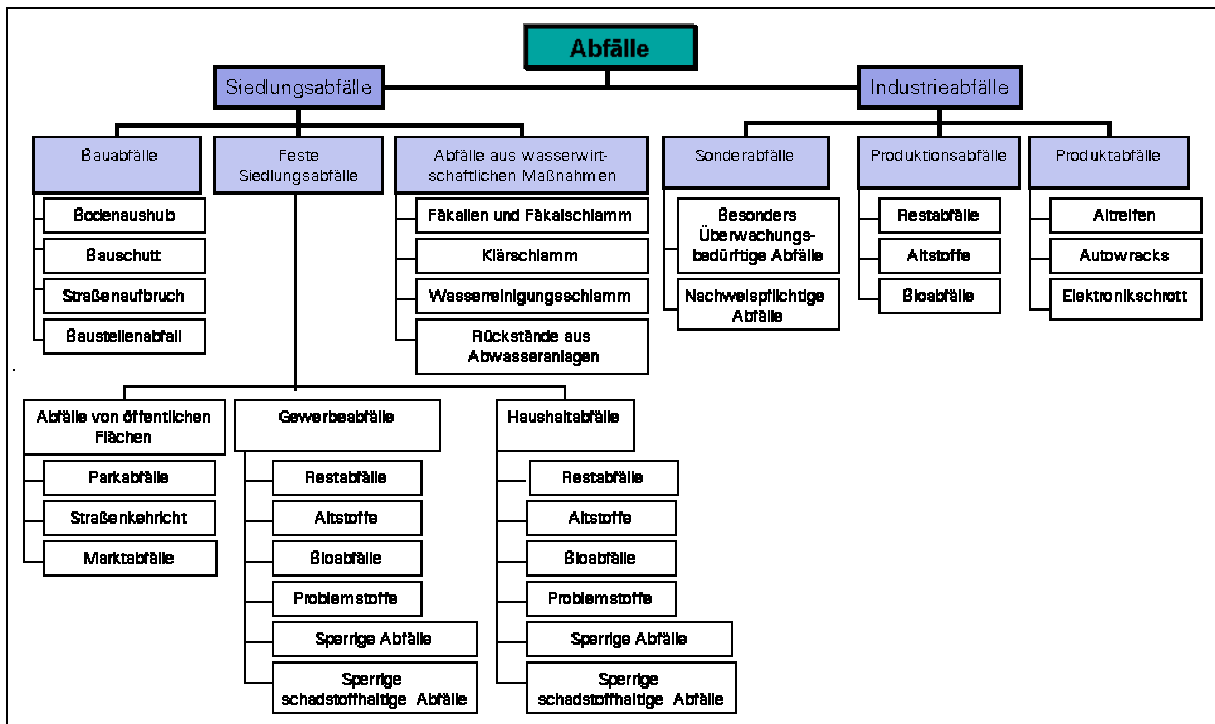 Abfälle
Siedlungsabfälle
Industrieabfälle
Bauabfälle
Feste
Siedlungsabfälle
Abfälle aus wasserwirt-
schaftlichen Maßnahmen
Sonderabfälle
Produktionsabfälle
Produktabfälle
Bodenaushub
Bauschutt
Straßenaufbruch
Baustellenabfall
Fäkalien und Fäkalschlamm
Klärschlamm
Wasserreinigungsschlamm
Rückstände aus
Abwasseranlagen
Besonders
Überwachungs-
bedürftige Abfälle
Nachweispflichtige
Abfälle
Restabfälle
Altstoffe
Bioabfälle
Altreifen
Autowracks
Elektronikschrott
Abfälle von öffentlichen
Flächen
Parkabfälle
Straßenkehricht
Marktabfälle
Gewerbeabfälle
Restabfälle
Altstoffe
Bioabfälle
Problemstoffe
Sperrige Abfälle
Sperrige
schadstoffhaltige Abfälle
Haushaltabfälle
Restabfälle
Altstoffe
Bioabfälle
Problemstoffe
Sperrige Abfälle
Sperrige
schadstoffhaltige Abfälle